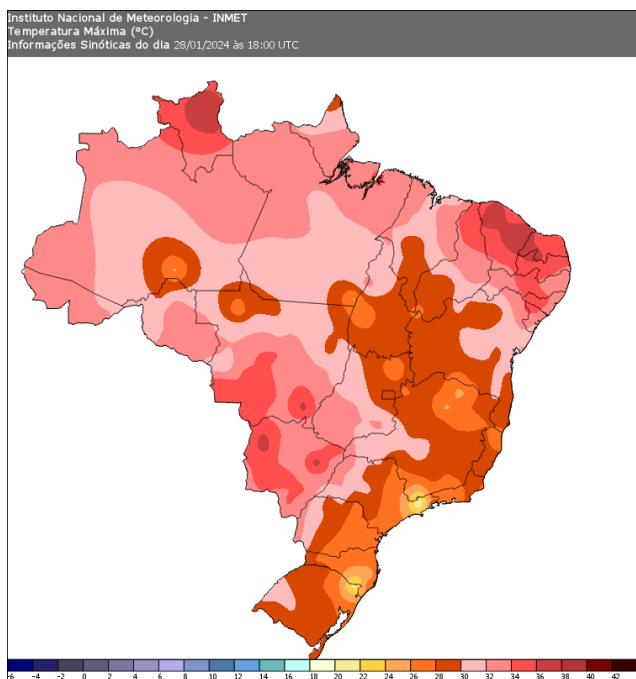 Instituto Nacional de Meteorologia - INMET
Temperatura Máxima (°C)
Informações Sinóticas do dia 28/01/2024 às 18:00 UTC
-6 -4 -2 0 2 4 6 8 10 12 14 16 18 20 22 24 26 28 30 32 34 36 38 40 42